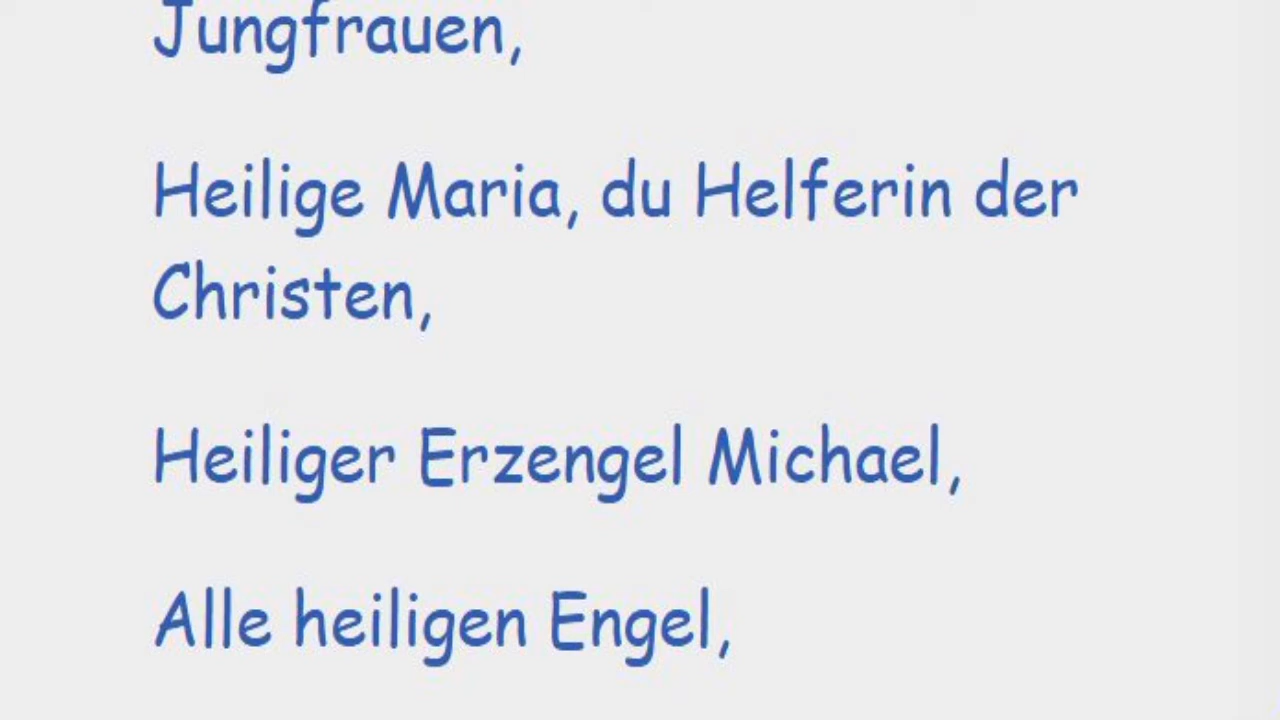 Jungfrauen,
Heilige Maria, du Helferin der
Christen,
Heiliger Erzengel Michael,
Alle heiligen Engel,